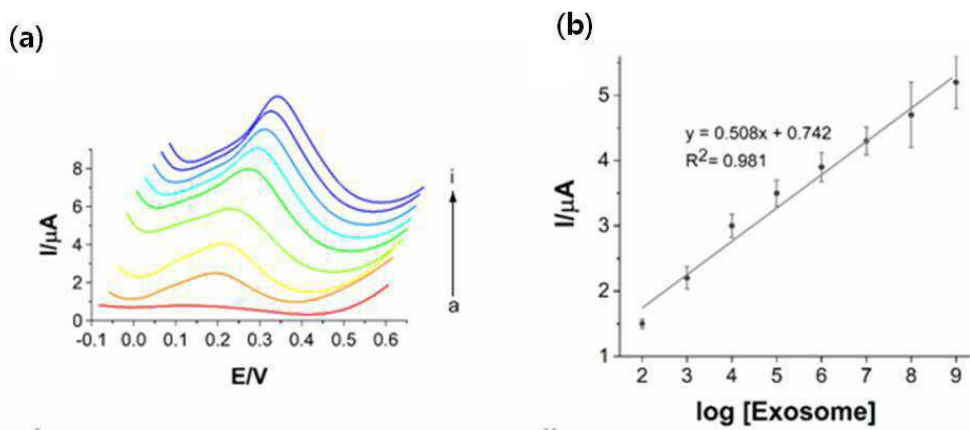 (a)
(b)
I/µA
8
6
4
2
0
-0.1 0.0 0.1 0.2 0.3 0.4 0.5 0.6
E/V
i
a
I/µA
5
4
3
2
1
y = 0.508x + 0.742
R²= 0.981
2 3 4 5 6 7 8 9
log [Exosome]